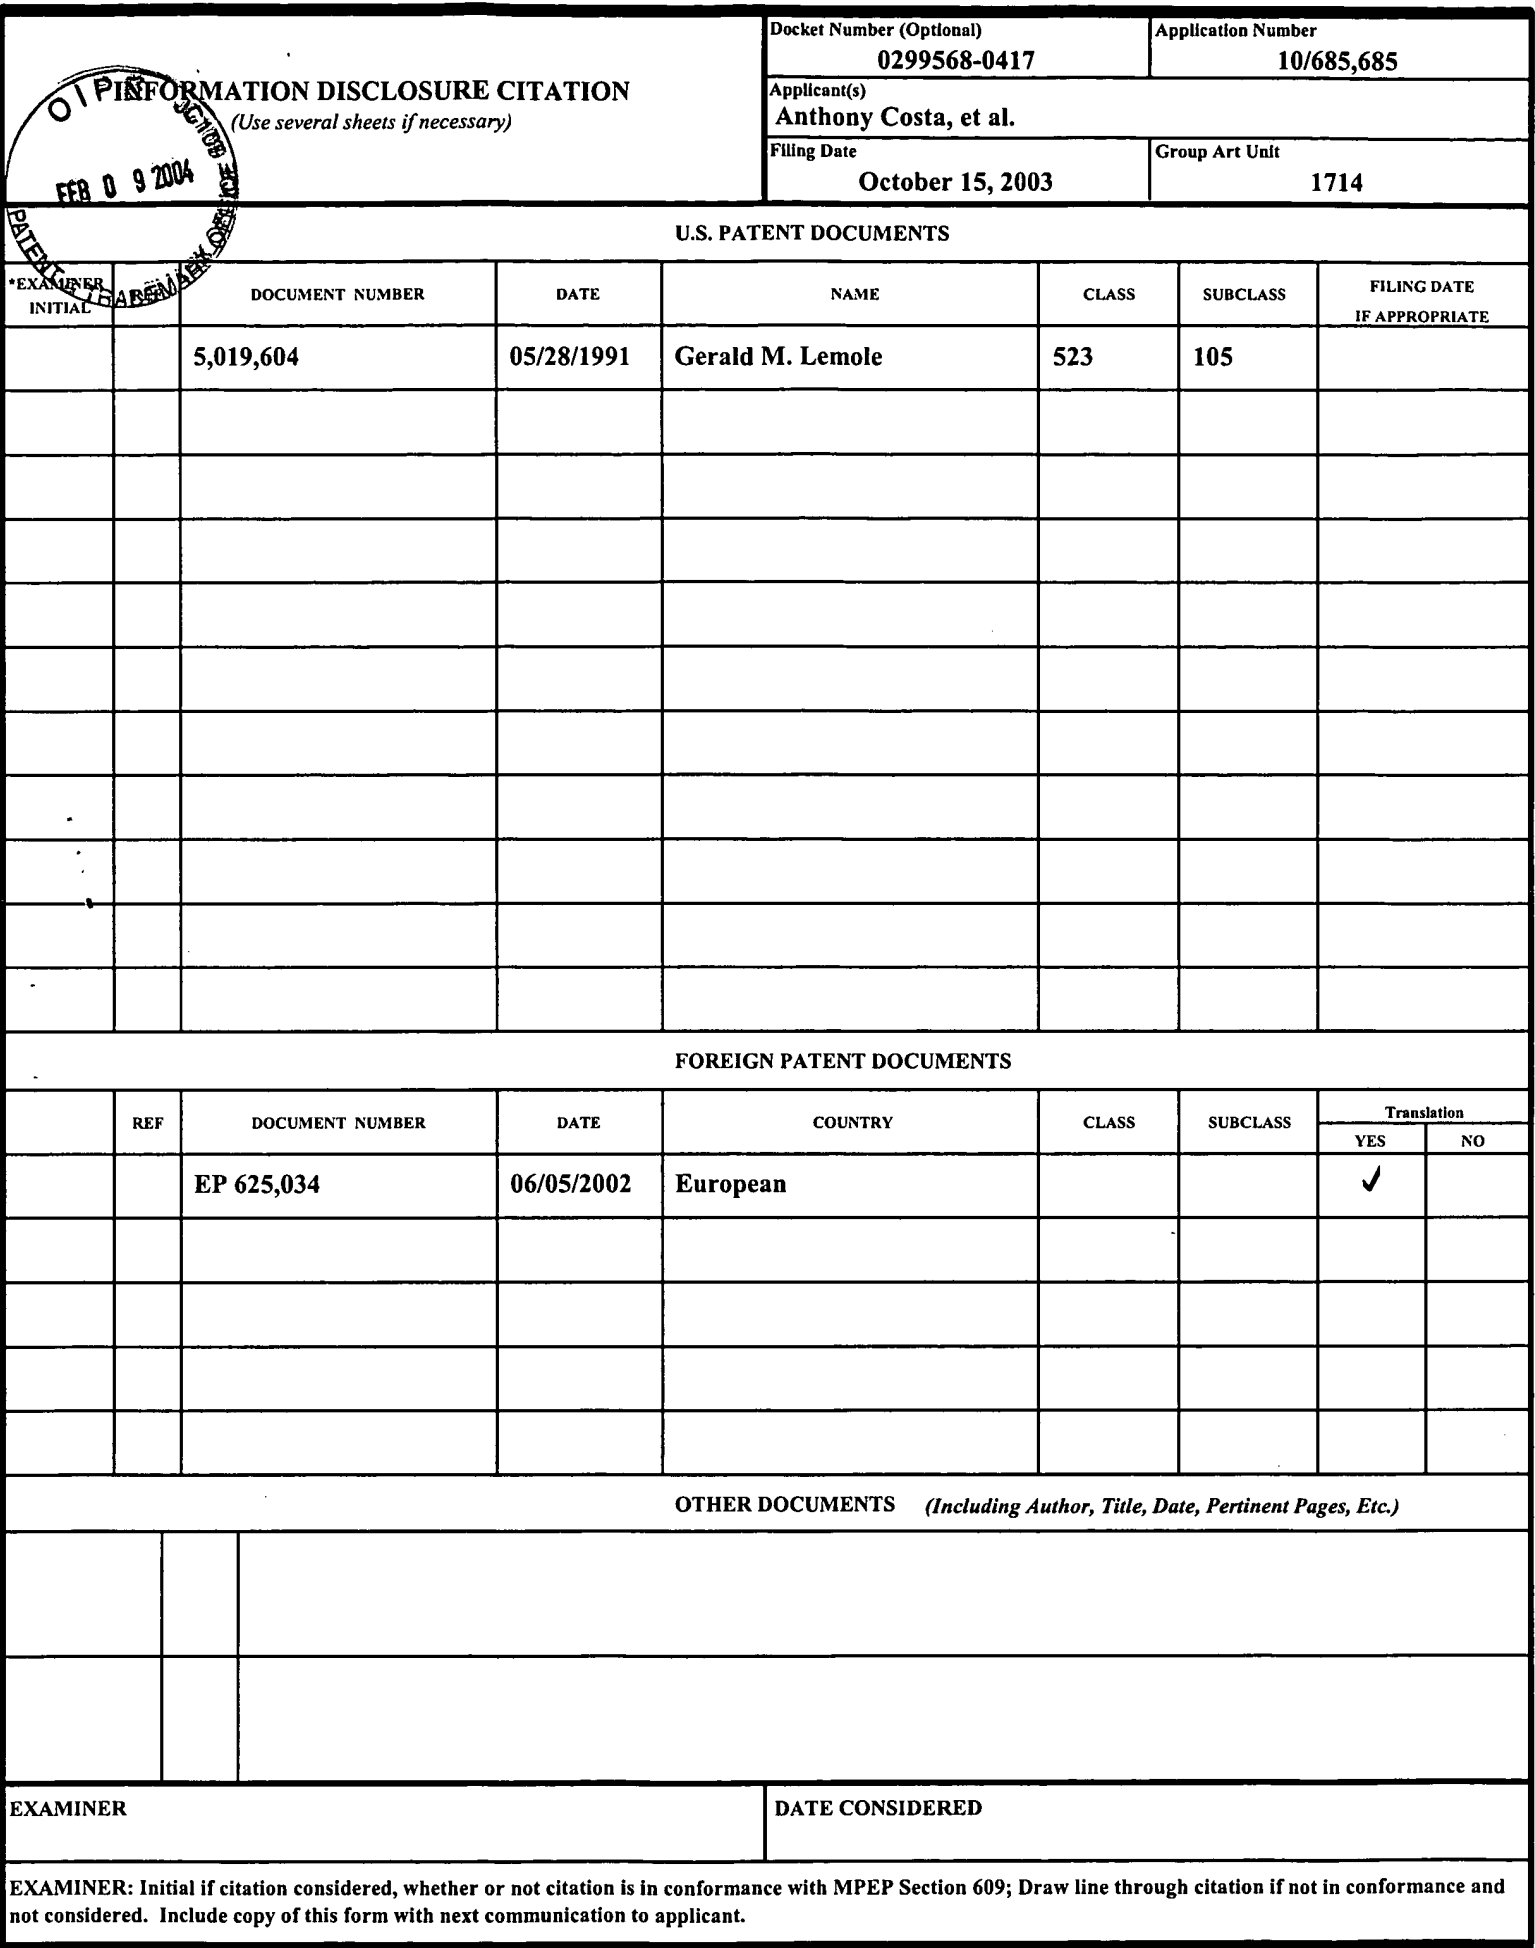 Docket Number (Optional)
0299568-0417
Application Number
10/685,685
INFORMATION DISCLOSURE CITATION
(Use several sheets if necessary)
Applicant(s)
Anthony Costa, et al.
Filing Date
October 15, 2003
Group Art Unit
1714
OIPE
FEB 09 2004
PATENT & TRADEMARK OFFICE
U.S. PATENT DOCUMENTS
*EXAMINER
INITIAL
REF
DOCUMENT NUMBER
DATE
NAME
CLASS
SUBCLASS
FILING DATE
IF APPROPRIATE
5,019,604 05/28/1991 Gerald M. Lemole 523 105
FOREIGN PATENT DOCUMENTS
REF
DOCUMENT NUMBER
DATE
COUNTRY
CLASS
SUBCLASS
Translation
YES NO
EP 625,034 06/05/2002 European ✓
OTHER DOCUMENTS (Including Author, Title, Date, Pertinent Pages, Etc.)
EXAMINER
DATE CONSIDERED
EXAMINER: Initial if citation considered, whether or not citation is in conformance with MPEP Section 609; Draw line through citation if not in conformance and
not considered. Include copy of this form with next communication to applicant.